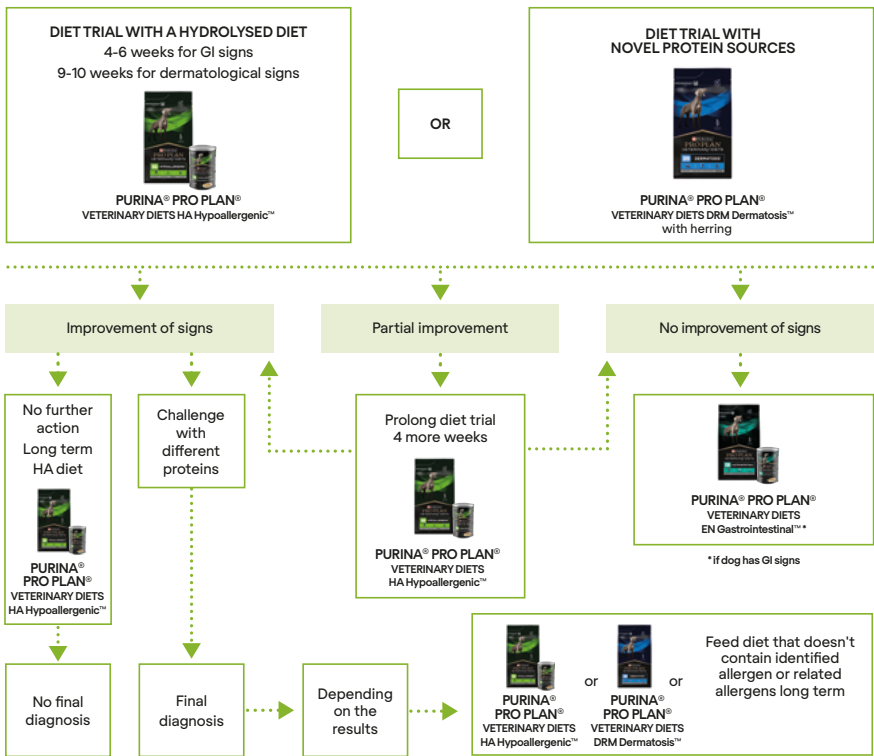 DIET TRIAL WITH A HYDROLYSED DIET
4-6 weeks for GI signs
9-10 weeks for dermatological signs
PURINA® PRO PLAN®
VETERINARY DIETS HA Hypoallergenic™
OR
DIET TRIAL WITH
NOVEL PROTEIN SOURCES
PURINA® PRO PLAN®
VETERINARY DIETS DRM Dermatosis™
with herring
Improvement of signs
Partial improvement
No improvement of signs
No further
action
Long term
HA diet
PURINA®
PRO PLAN®
VETERINARY DIETS
HA Hypoallergenic™
Challenge
with
different
proteins
Prolong diet trial
4 more weeks
PURINA® PRO PLAN®
VETERINARY DIETS
HA Hypoallergenic™
PURINA® PRO PLAN®
VETERINARY DIETS
EN Gastrointestinal™ *
*if dog has GI signs
No final
diagnosis
Final
diagnosis
Depending
on the
results
PURINA®
PRO PLAN®
VETERINARY DIETS
HA Hypoallergenic™
or
PURINA®
PRO PLAN®
VETERINARY DIETS
DRM Dermatosis™
or
Feed diet that doesn't
contain identified
allergen or related
allergens long term